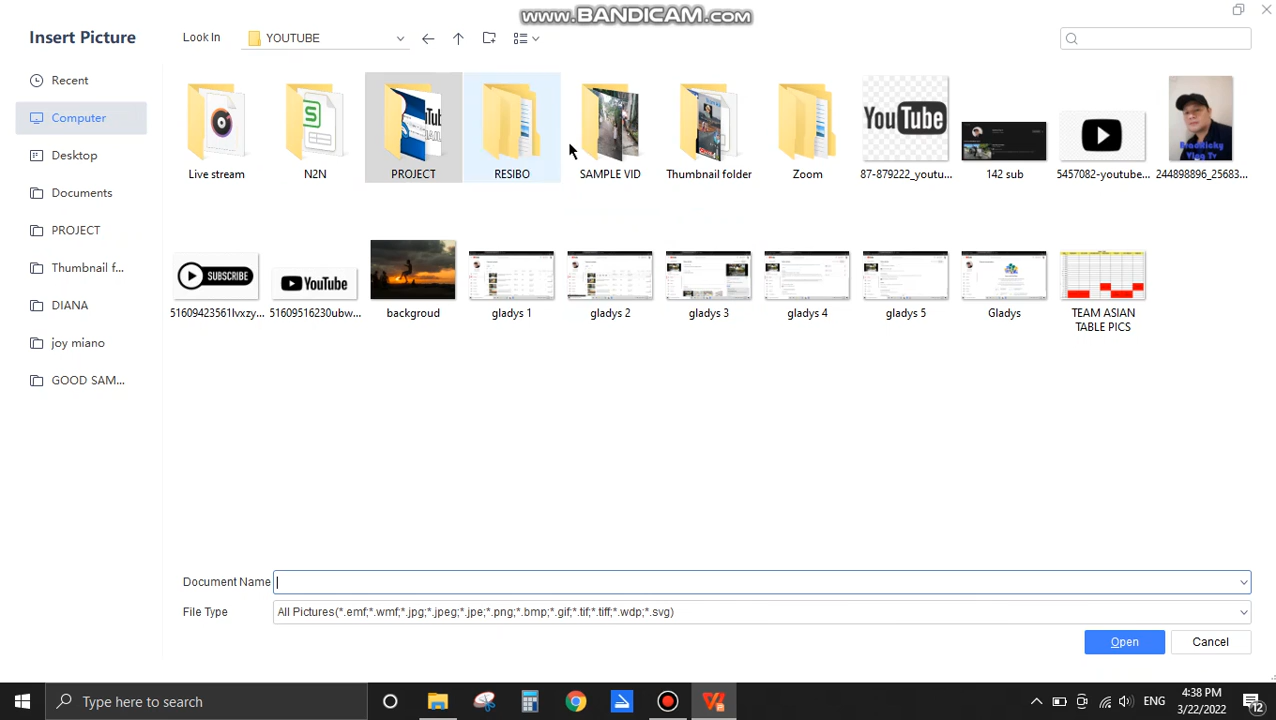 www.BANDICAM.com
Insert Picture
Look In
YOUTUBE
Recent
Computer
Desktop
Documents
PROJECT
Thumbnail f...
DIANA
joy miano
GOOD SAM...
Live stream
N2N
PROJECT
RESIBO
SAMPLE VID
Thumbnail folder
Zoom
YouTube
87-879222_youtu...
142 sub
5457082-youtube...
244898896_25683...
SUBSCRIBE
YouTube
51609423561lvxzy...
51609516230ubw...
backgroud
gladys 1
gladys 2
gladys 3
gladys 4
gladys 5
Gladys
TEAM ASIAN
TABLE PICS
Document Name
File Type
All Pictures(*.emf;*.wmf;*.jpg;*.jpeg;*.jpe;*.png;*.bmp;*.gif;*.tif;*.tiff;*.wdp;*.svg)
Open
Cancel
Type here to search
ENG
4:38 PM
3/22/2022
12